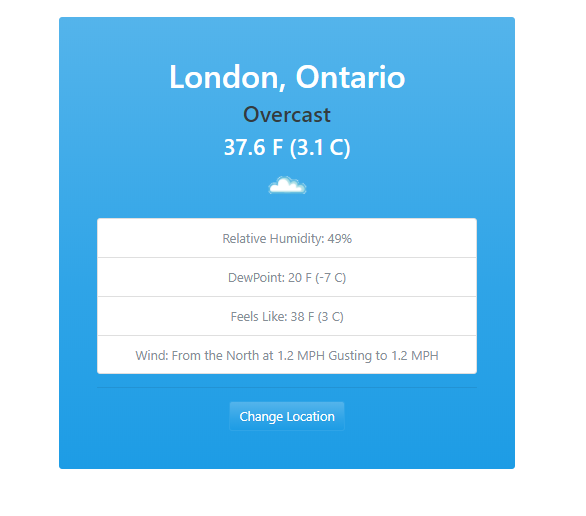 London, Ontario
Overcast
37.6 F (3.1 C)
Relative Humidity: 49%
DewPoint: 20 F (-7 C)
Feels Like: 38 F (3 C)
Wind: From the North at 1.2 MPH Gusting to 1.2 MPH
Change Location